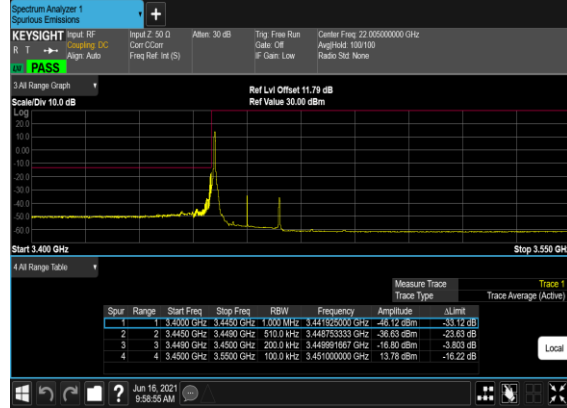 Spectrum Analyzer 1
Spurious Emissions
+
KEYSIGHT Input: RF Input Z: 50 Ω Atten: 30 dB Trig: Free Run Center Freq: 22.005000000 GHz
R T Coupling: DC Corr CCorr Gate: Off Avg|Hold: 100/100
Align: Auto Freq Ref: Int (S) IF Gain: Low Radio Std: None
PASS
3 All Range Graph
Ref Lvl Offset 11.79 dB
Scale/Div 10.0 dB Ref Value 30.00 dBm
Log
20.0
10.0
0.00
-10.0
-20.0
-30.0
-40.0
-50.0
-60.0
Start 3.400 GHz Stop 3.550 GH
4 All Range Table
Measure Trace Trace 1
Trace Type Trace Average (Active)
Spur Range Start Freq Stop Freq RBW Frequency Amplitude ΔLimit
1 1 3.4000 GHz 3.4450 GHz 1.000 MHz 3.441925000 GHz -46.12 dBm -33.12 dB
2 2 3.4450 GHz 3.4490 GHz 510.0 kHz 3.448753333 GHz -36.63 dBm -23.63 dB
3 3 3.4490 GHz 3.4500 GHz 200.0 kHz 3.449991667 GHz -16.80 dBm -3.803 dB
4 4 3.4500 GHz 3.5500 GHz 100.0 kHz 3.451000000 GHz 13.78 dBm -16.22 dB
Local
? Jun 16, 2021
9:58:55 AM